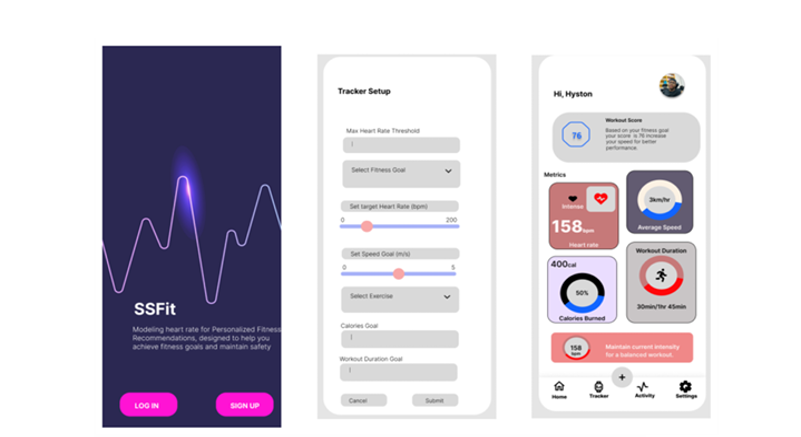 SSFit
Modeling heart rate for Personalized Fitness
Recommendations, designed to help you
achieve fitness goals and maintain safety
LOG IN
SIGN UP
Tracker Setup
Max Heart Rate Threshold
Select Fitness Goal
Set target Heart Rate (bpm)
0
200
Set Speed Goal (m/s)
0
5
Select Exercise
Calories Goal
Workout Duration Goal
Cancel
Submit
Hi, Hyston
76
Workout Score
Based on your fitness goal
your score is 76 increase
your speed for better
performance.
Metrics
Intense
158bpm
Heart rate
3km/hr
Average Speed
400cal
50%
Calories Burned
Workout Duration
30min/1hr 45min
158
bpm
Maintain current intensity
for a balanced workout.
+
Home
Tracker
Activity
Settings